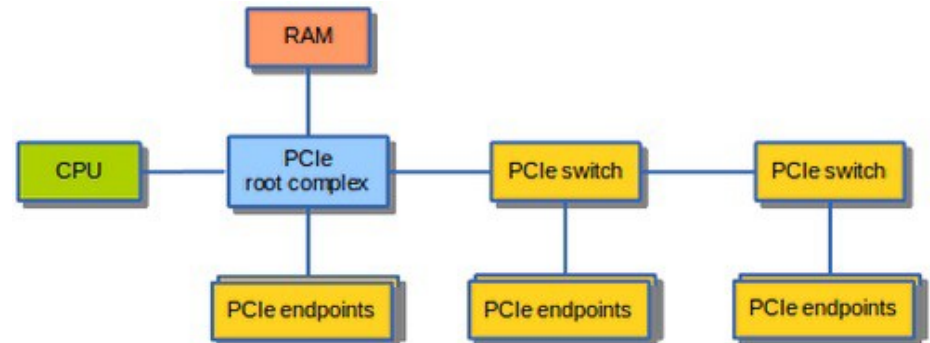 RAM
CPU
PCIe
root complex
PCIe switch
PCIe switch
PCIe endpoints
PCIe endpoints
PCIe endpoints